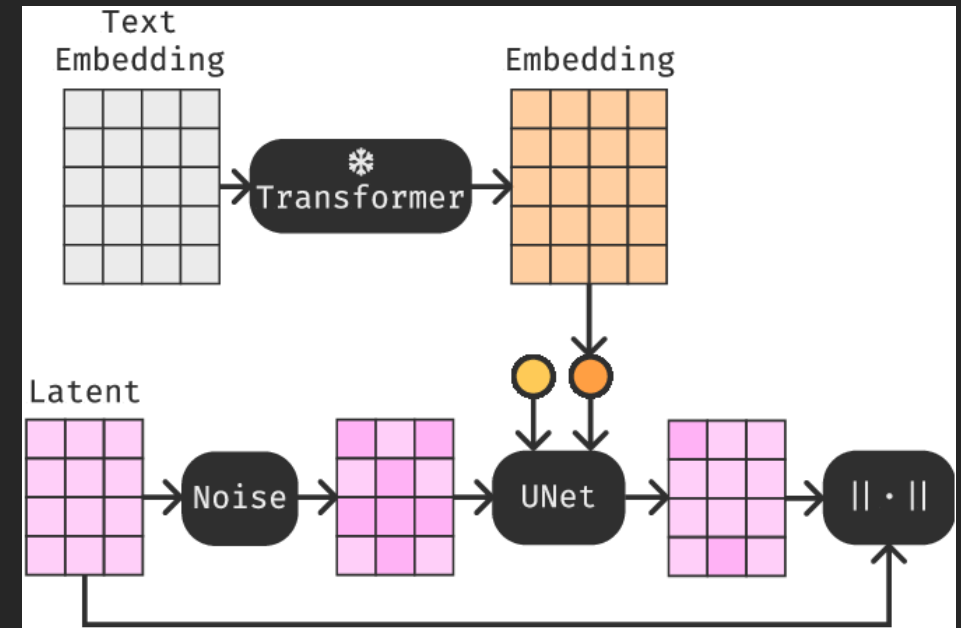 Text
Embedding
Embedding
❄
Transformer
Latent
Noise
UNet
||·||